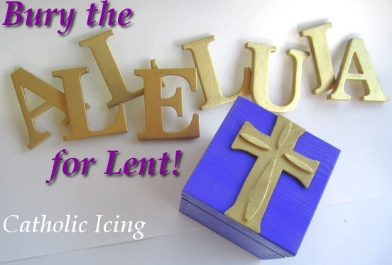 Bury the
ALLELUIA
for Lent!
Catholic Icing